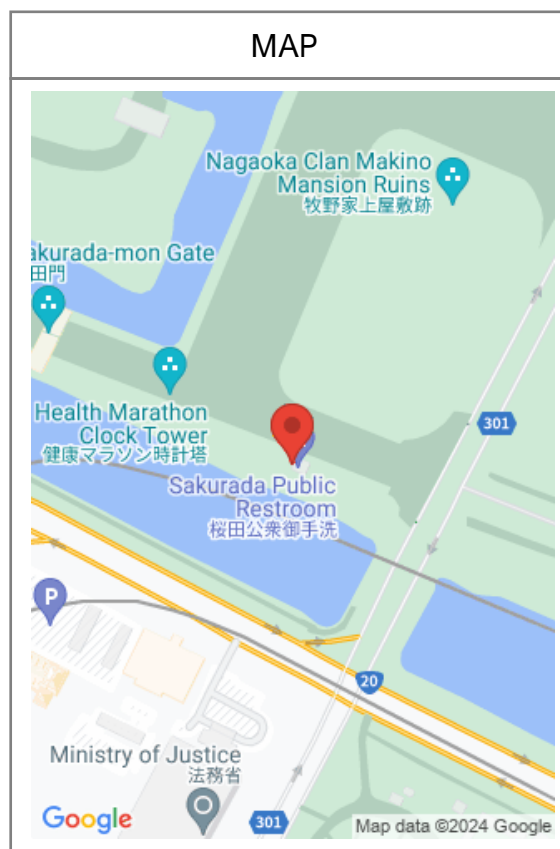 MAP
Nagaoka Clan Makino
Mansion Ruins
牧野家上屋敷跡
akurada-mon Gate
田門
Health Marathon
Clock Tower
健康マラソン時計塔
301
Sakurada Public
Restroom
桜田公衆御手洗
P
20
Ministry of Justice
法務省
Google
301
Map data ©2024 Google